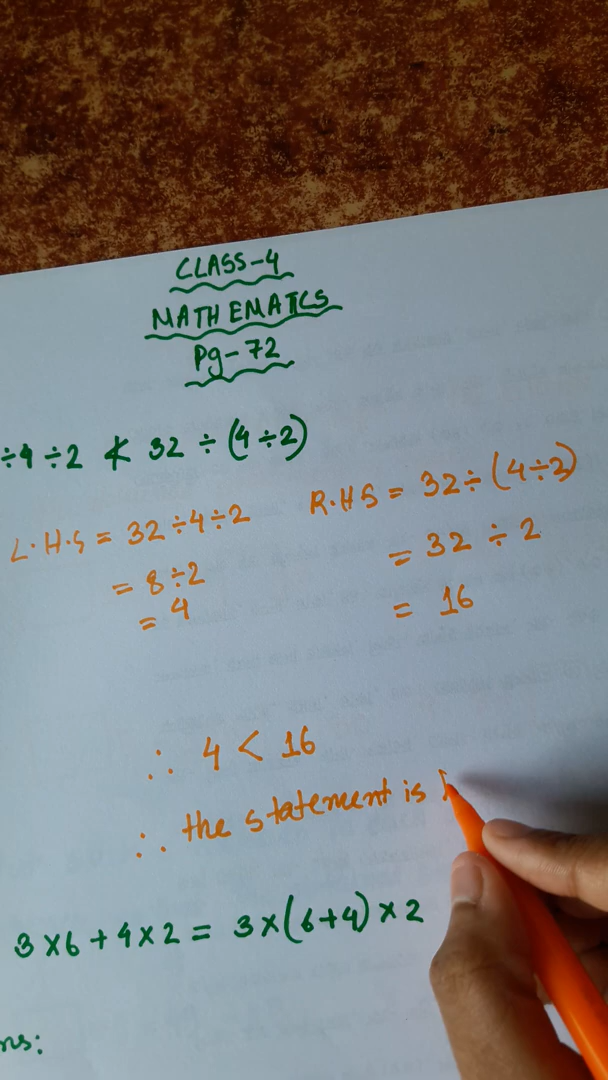 CLASS-4
MATHEMATICS
Pg-72
÷4÷2 < 32÷(4÷2)
L.H.S = 32÷4÷2
= 8÷2
= 4
R.H.S = 32÷(4÷2)
= 32÷2
= 16
∴ 4 < 16
∴ the statement is
3×6+4×2 = 3×(6+4)×2
ns: